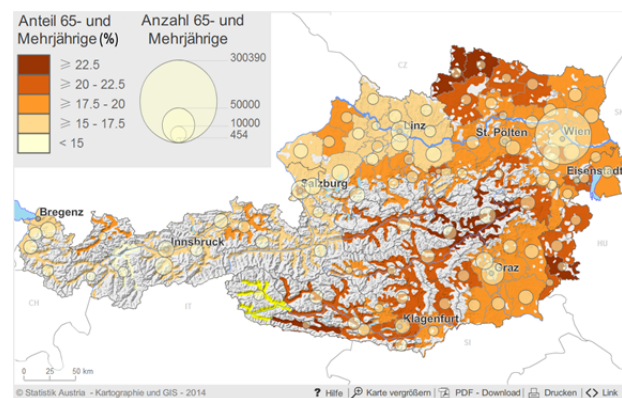 Anteil 65- und
Mehrjährige (%)
≥ 22.5
≥ 20 - 22.5
≥ 17.5 - 20
≥ 15 - 17.5
< 15
Anzahl 65- und
Mehrjährige
300390
50000
10000
454
CZ
Linz
St. Polten
Wien
Eisenstadt
Salzburg
Bregenz
Innsbruck
Graz
HU
CH
IT
Klagenfurt
SI
0 25 50 km
© Statistik Austria - Kartographie und GIS - 2014
? Hilfe | Karte vergrößern | PDF - Download | Drucken | Link